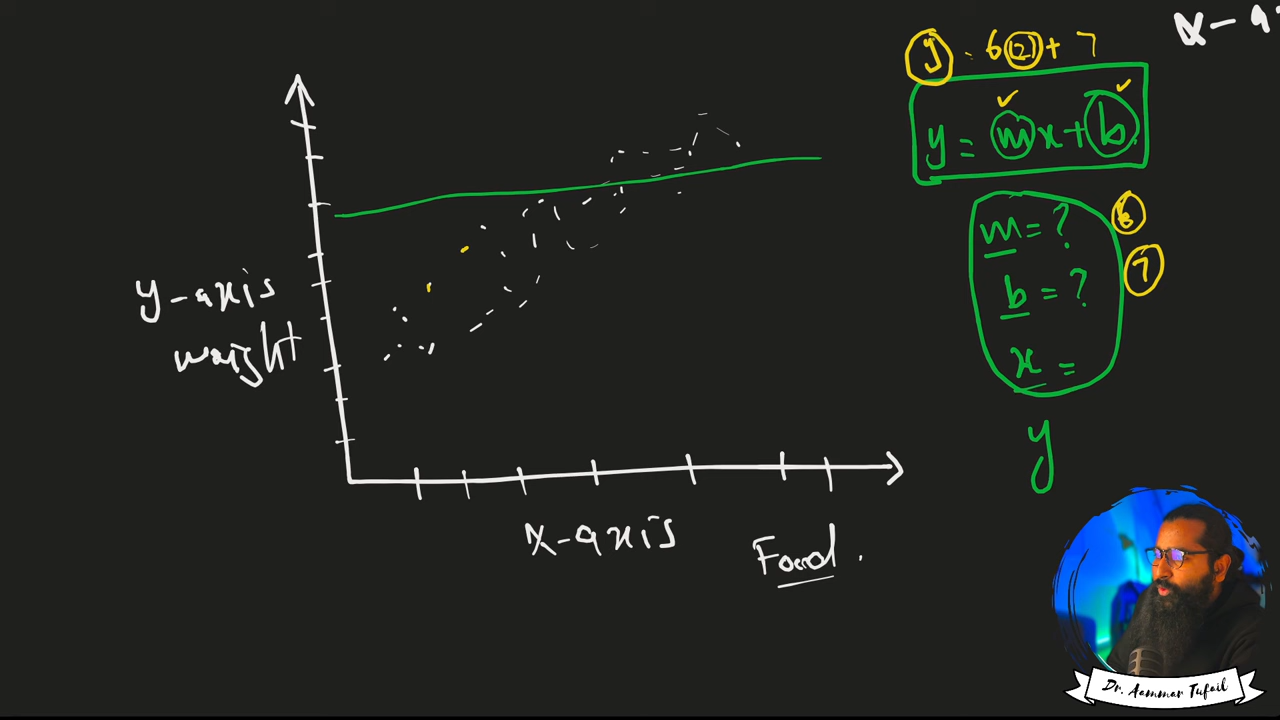 x-a
y = 6(2)+ 7
y = mx+b
m = ?
6
b = ?
7
x =
y
y-axis
weight
x-axis
Food
Dr. Aammar Tufail